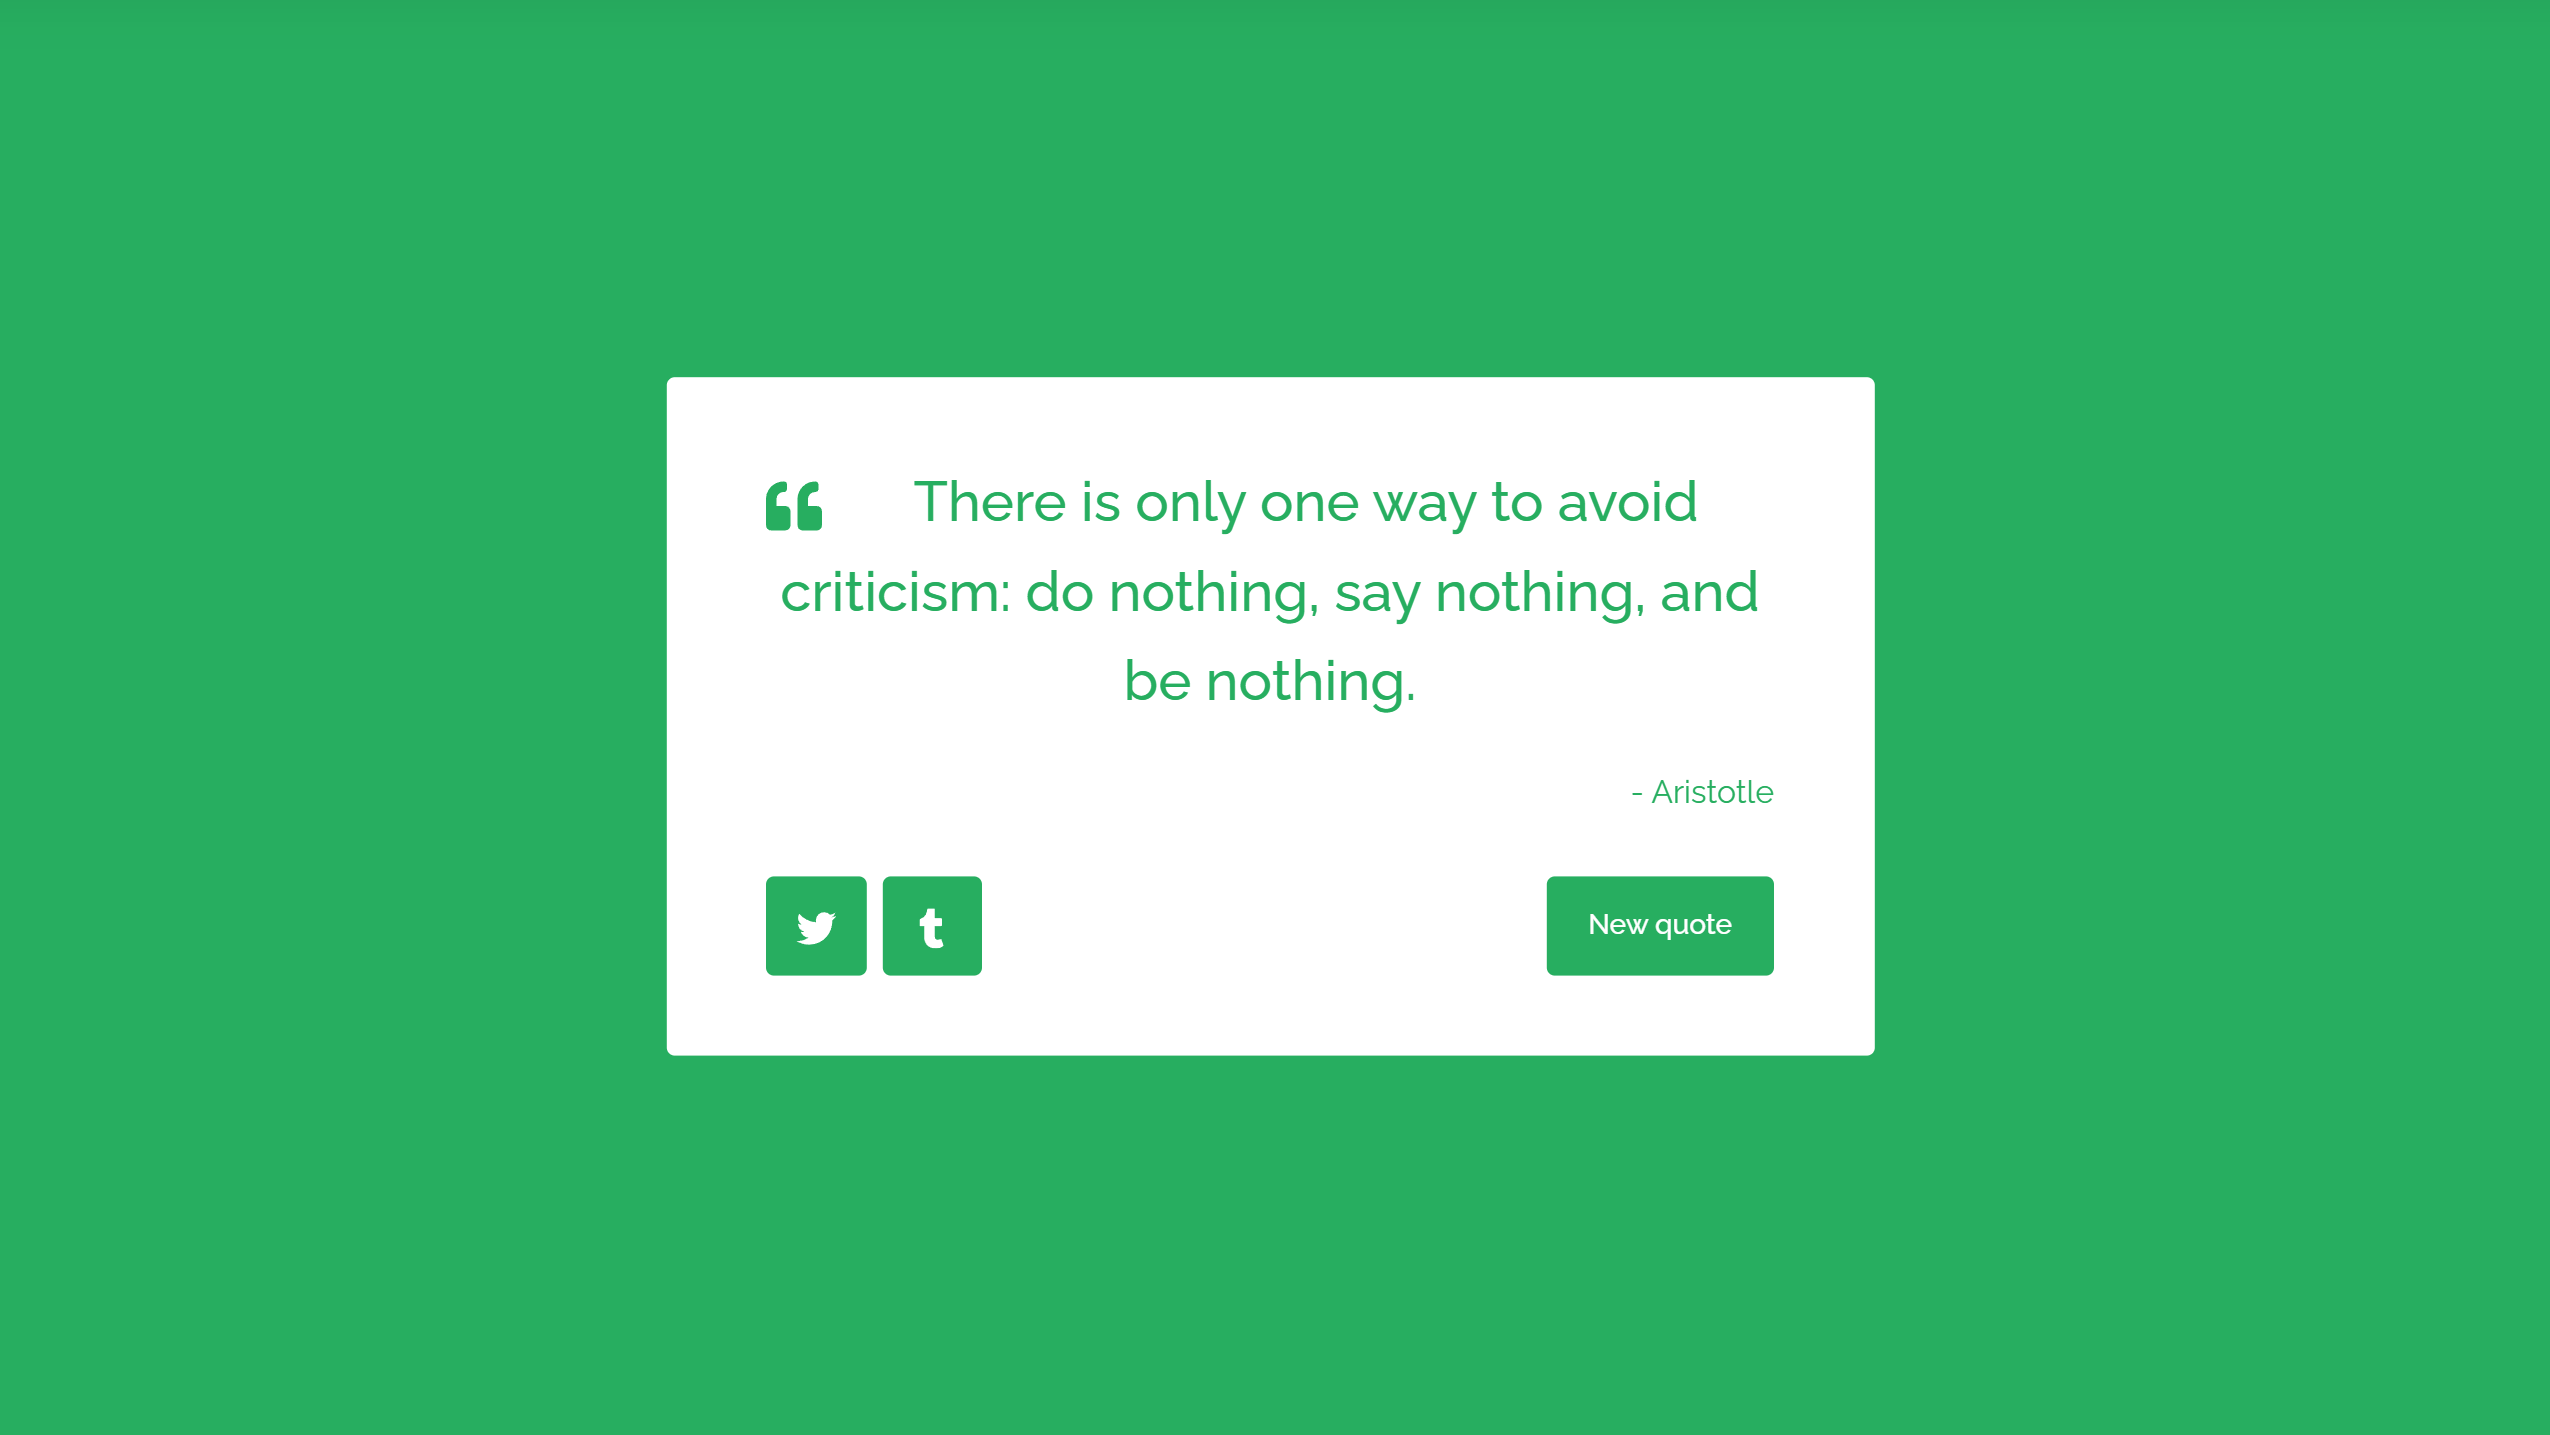 There is only one way to avoid
criticism: do nothing, say nothing, and
be nothing.
- Aristotle
New quote